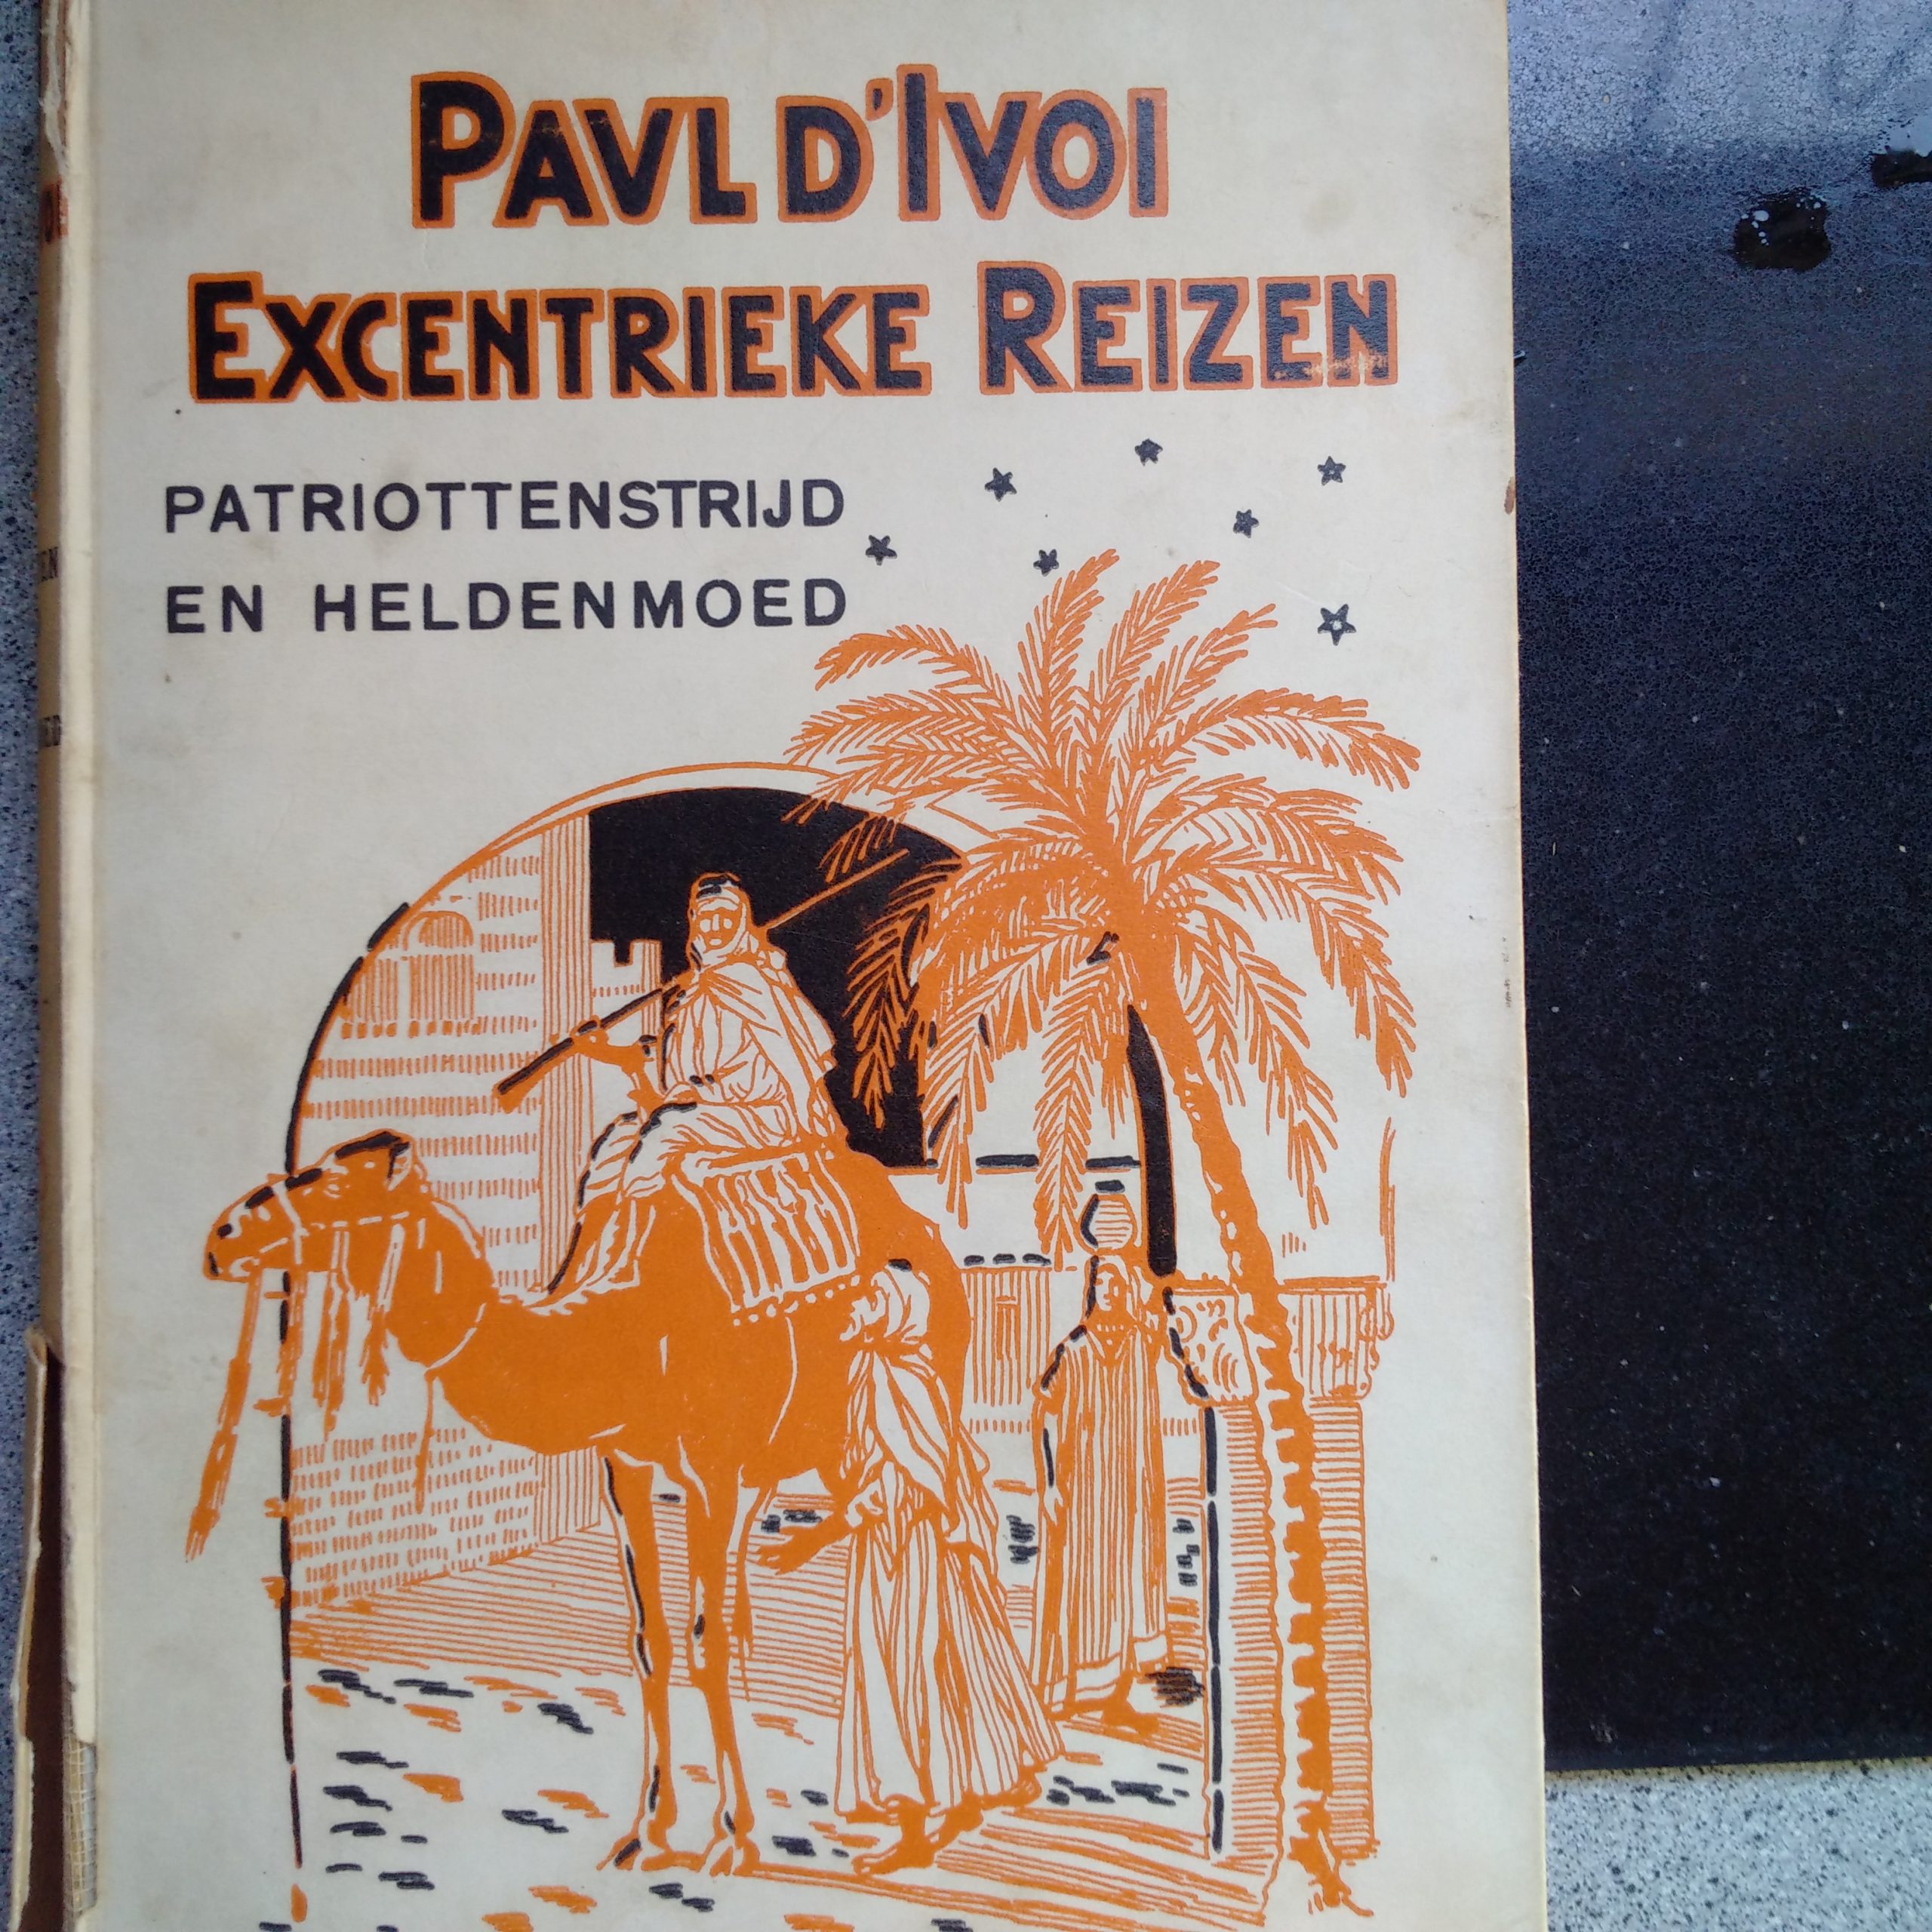 PAVL D'IVOI
EXCENTRIEKE REIZEN
PATRIOTTENSTRIJD
EN HELDENMOED